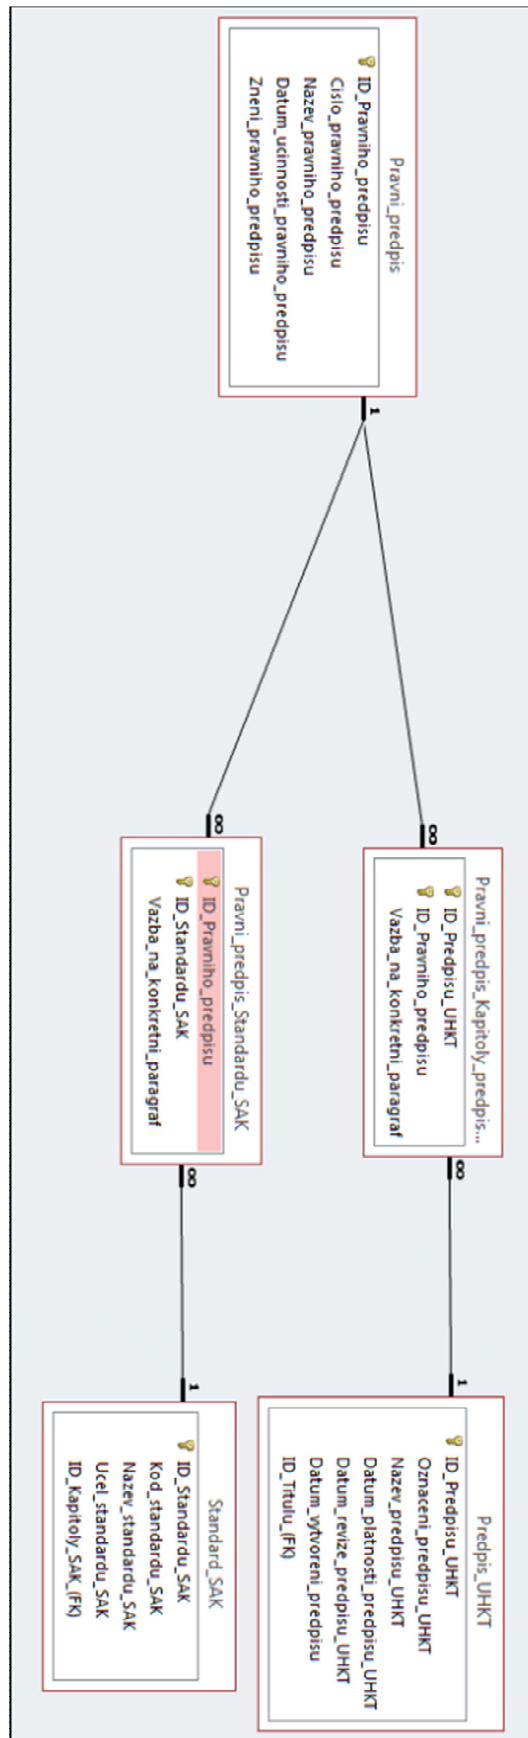 Pravni_predpis
ID_Pravniho_predpisu
Cislo_pravniho_predpisu
Nazev_pravniho_predpisu
Datum_ucinnosti_pravniho_predpisu
Zneni_pravniho_predpisu
1
∞
Pravni_predpis_Kapitoly_predpis...
ID_Predpisu_UHKT
ID_Pravniho_predpisu
Vazba_na_konkretni_paragraf
∞
1
Predpis_UHKT
ID_Predpisu_UHKT
Oznaceni_predpisu_UHKT
Nazev_predpisu_UHKT
Datum_platnosti_predpisu_UHKT
Datum_revize_predpisu_UHKT
Datum_vytvoreni_predpisu
ID_Titulu_(FK)
∞
Pravni_predpis_Standardu_SAK
ID_Pravniho_predpisu
ID_Standardu_SAK
Vazba_na_konkretni_paragraf
∞
1
Standard_SAK
ID_Standardu_SAK
Kod_standardu_SAK
Nazev_standardu_SAK
Ucel_standardu_SAK
ID_Kapitoly_SAK_(FK)